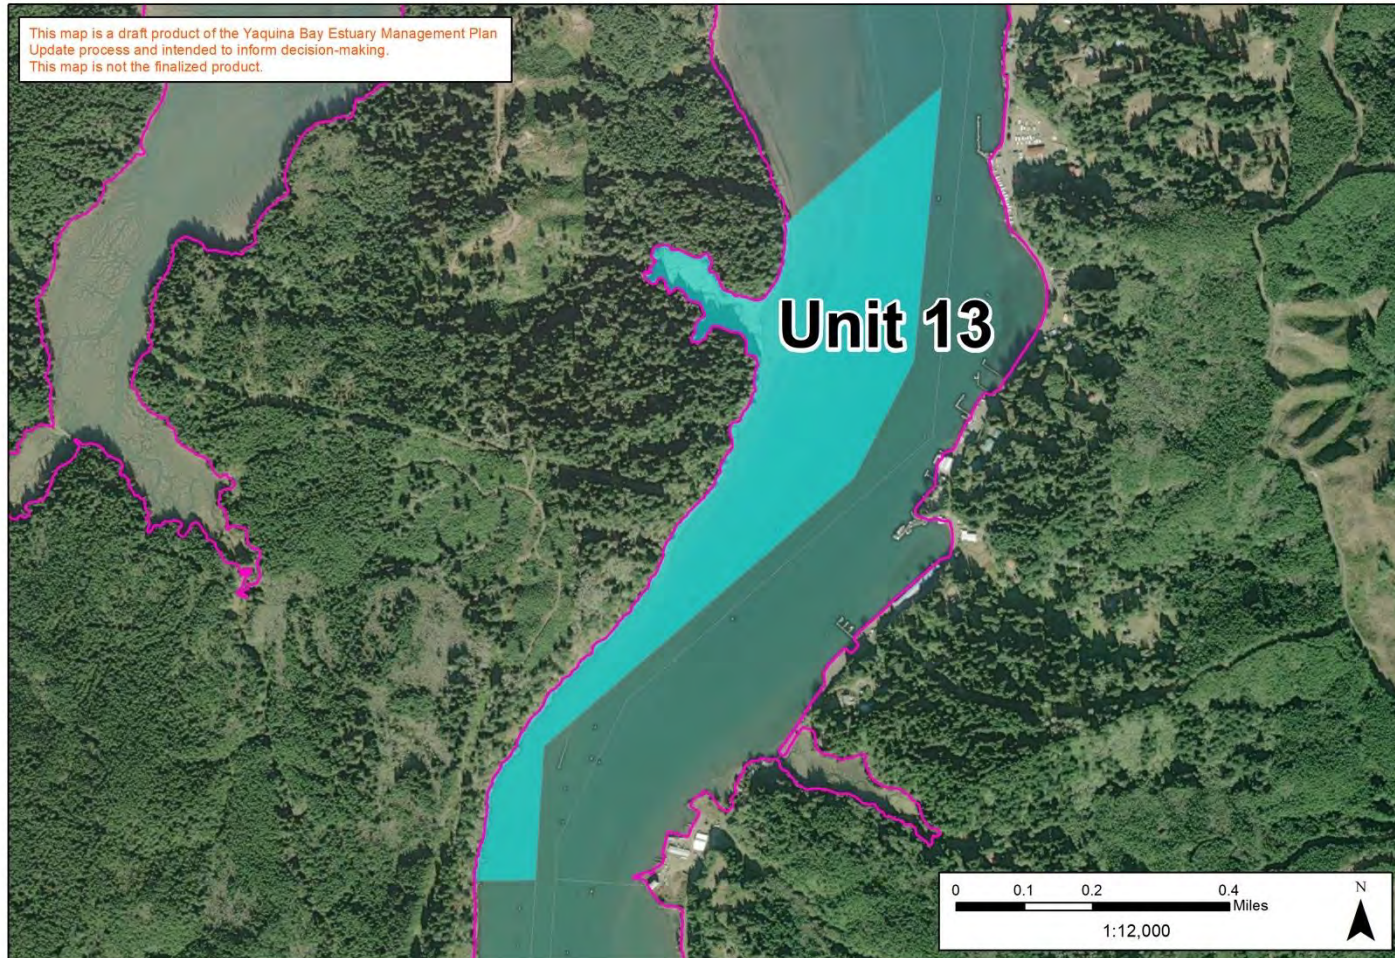 This map is a draft product of the Yaquina Bay Estuary Management Plan
Update process and intended to inform decision-making.
This map is not the finalized product.
Unit 13
0 0.1 0.2 0.4
Miles
1:12,000
N